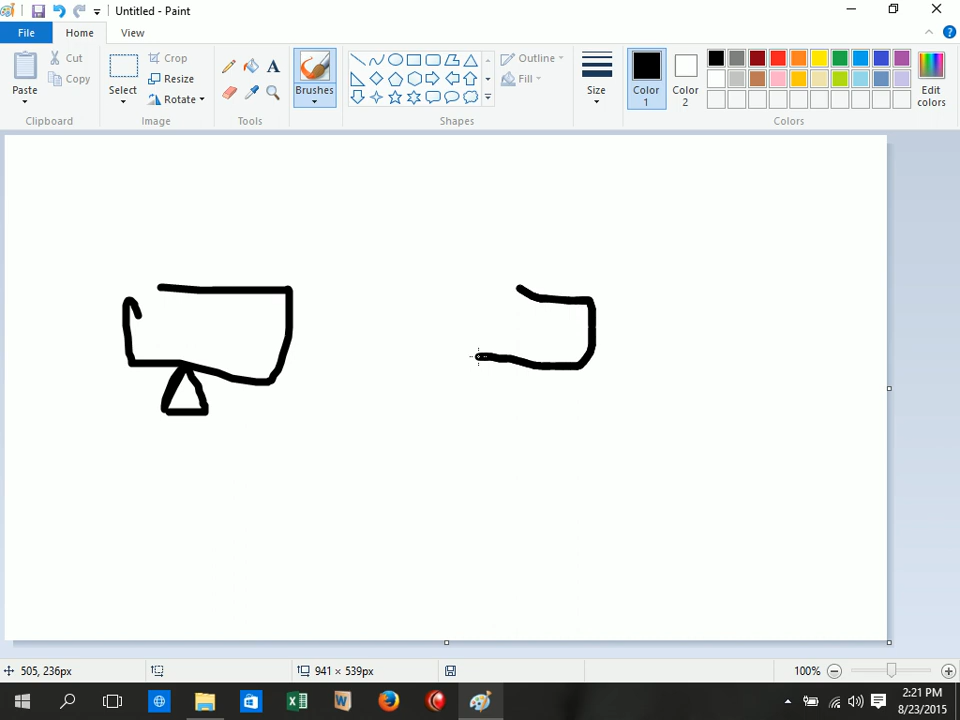 Untitled - Paint
File Home View
Paste Cut Copy
Clipboard
Select Crop Resize Rotate
Image
A
Tools
Brushes
Outline Fill
Shapes
Size
Color 1
Color 2
Edit colors
Colors
505, 236px
941 × 539px
100%
2:21 PM
8/23/2015